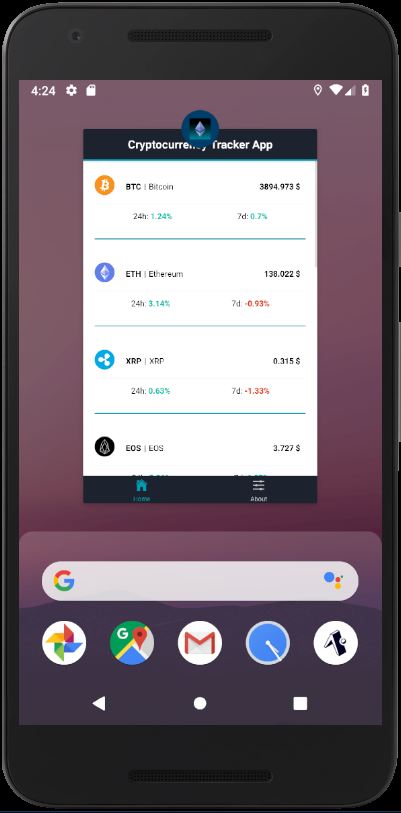 4:24
Cryptocurrency Tracker App
BTC | Bitcoin 3894.973 $
24h: 1.24% 7d: 0.7%
ETH | Ethereum 138.022 $
24h: 3.14% 7d: -0.93%
XRP | XRP 0.315 $
24h: 0.63% 7d: -1.33%
EOS | EOS 3.727 $
Home About
G
G